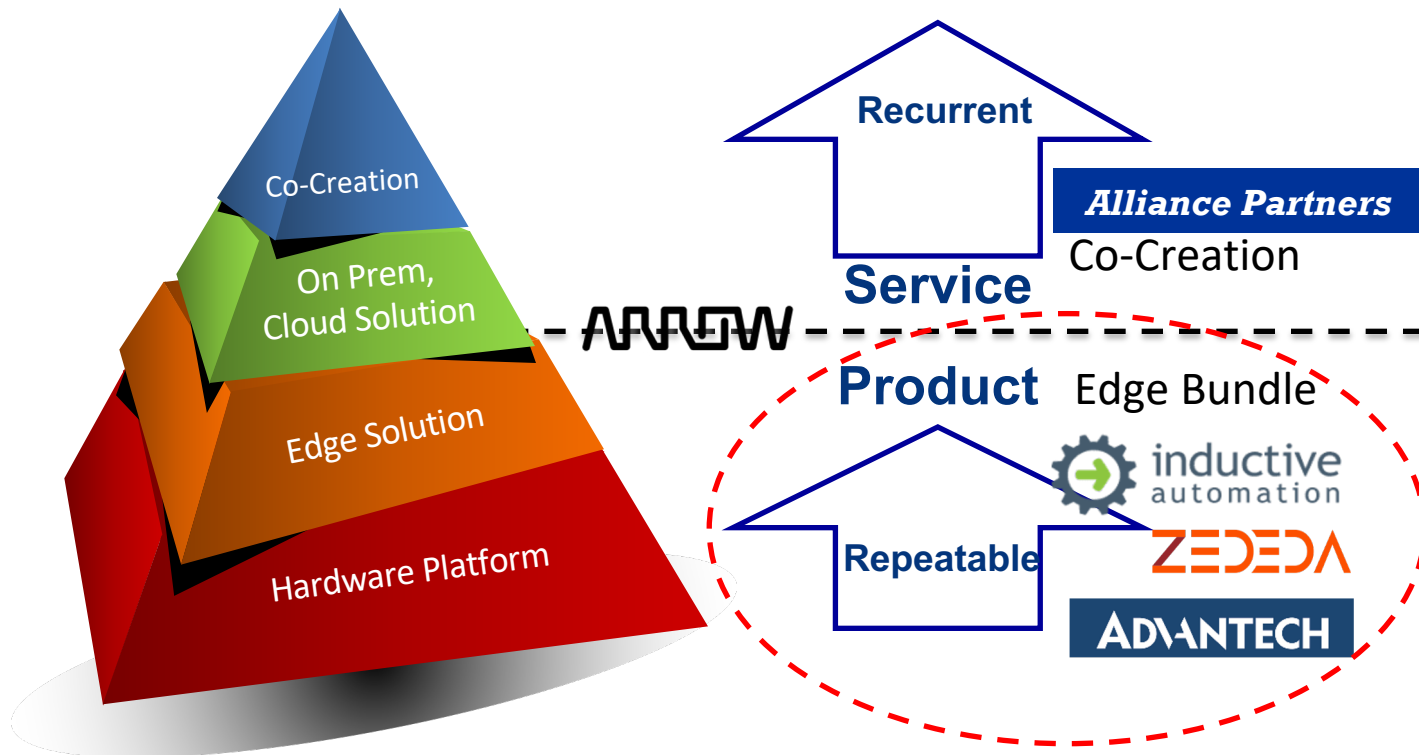 Co-Creation
On Prem,
Cloud Solution
Edge Solution
Hardware Platform
Recurrent
Alliance Partners
Co-Creation
Service
ARROW
Product
Edge Bundle
inductive
automation
ZEDEDA
Repeatable
ADVANTECH